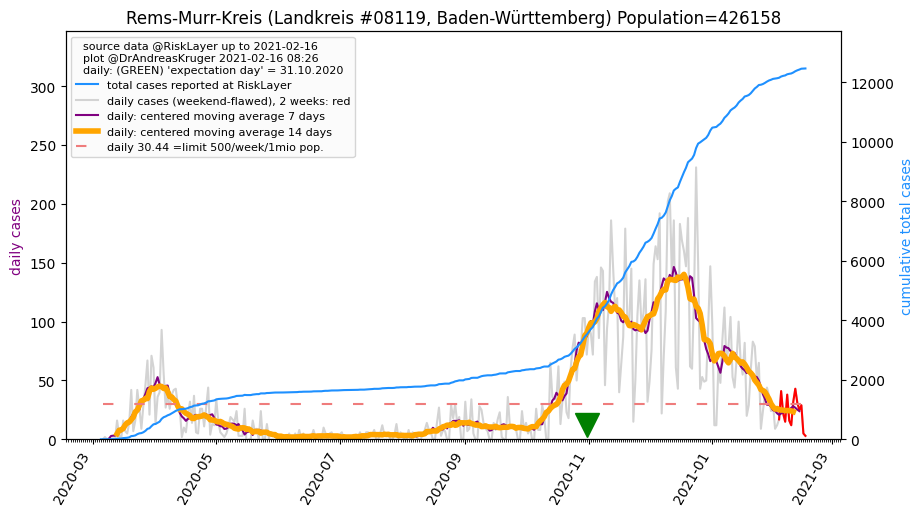 Rems-Murr-Kreis (Landkreis #08119, Baden-Württemberg) Population=426158
source data @RiskLayer up to 2021-02-16
plot @DrAndreasKruger 2021-02-16 08:26
daily: (GREEN) 'expectation day' = 31.10.2020
total cases reported at RiskLayer
daily cases (weekend-flawed), 2 weeks: red
daily: centered moving average 7 days
daily: centered moving average 14 days
daily 30.44 =limit 500/week/1mio pop.
daily cases
300
250
200
150
100
50
0
12000
10000
8000
6000
4000
2000
0
cumulative total cases
2020-03
2020-05
2020-07
2020-09
2020-11
2021-01
2021-03